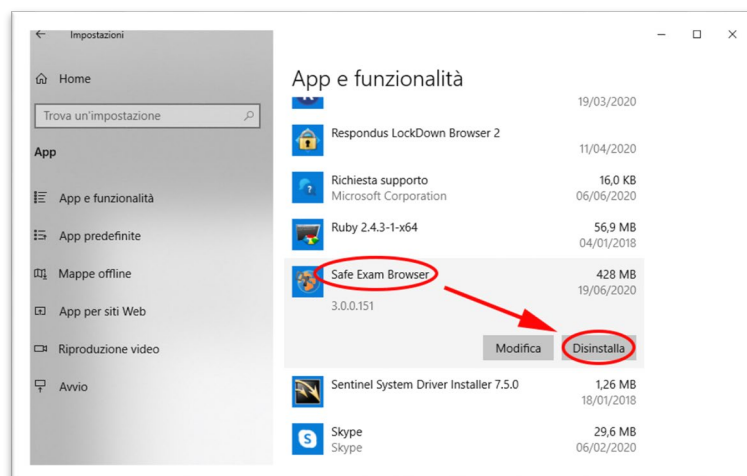 Impostazioni
Home
Trova un'impostazione
App
App e funzionalità
App predefinite
Mappe offline
App per siti Web
Riproduzione video
Avvio
App e funzionalità
19/03/2020
Respondus LockDown Browser 2
11/04/2020
Richiesta supporto 16,0 KB
Microsoft Corporation 06/06/2020
Ruby 2.4.3-1-x64 56,9 MB
04/01/2018
Safe Exam Browser 428 MB
19/06/2020
3.0.0.151
Modifica Disinstalla
Sentinel System Driver Installer 7.5.0 1,26 MB
18/01/2018
Skype 29,6 MB
Skype 06/02/2020